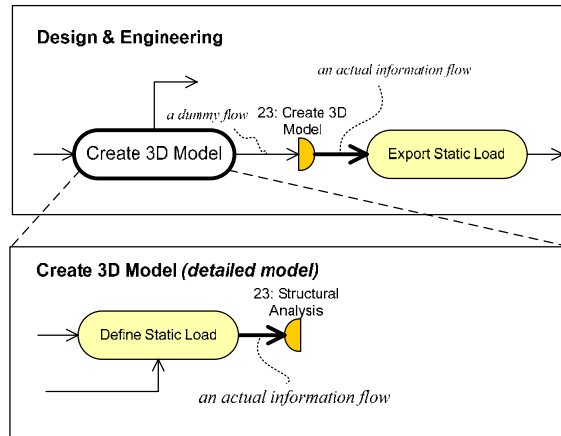 Design & Engineering
an actual information flow
a dummy flow
23: Create 3D
Model
Create 3D Model
Export Static Load
Create 3D Model (detailed model)
23: Structural
Analysis
Define Static Load
an actual information flow